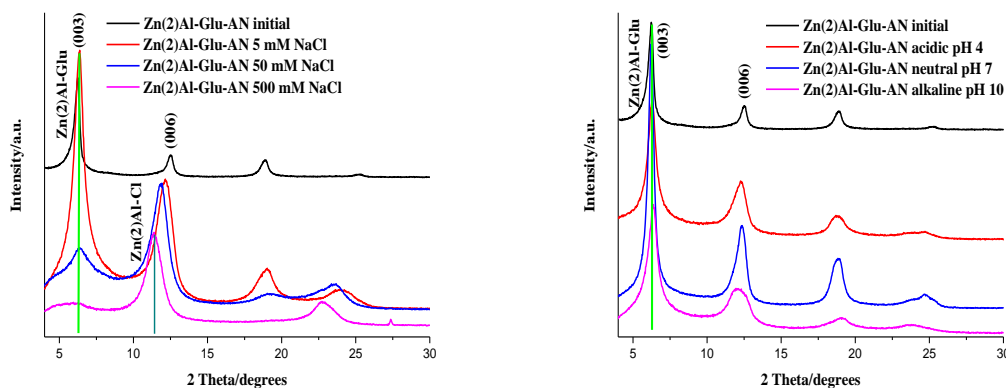 Zn(2)Al-Glu-AN initial
Zn(2)Al-Glu-AN 5 mM NaCl
Zn(2)Al-Glu-AN 50 mM NaCl
Zn(2)Al-Glu-AN 500 mM NaCl
Zn(2)Al-Glu
(003)
(006)
Zn(2)Al-Cl
Intensity/a.u.
5 10 15 20 25 30
2 Theta/degrees
Zn(2)Al-Glu-AN initial
Zn(2)Al-Glu-AN acidic pH 4
Zn(2)Al-Glu-AN neutral pH 7
Zn(2)Al-Glu-AN alkaline pH 10
Zn(2)Al-Glu
(003)
(006)
Intensity/a.u.
5 10 15 20 25 30
2 Theta/degrees